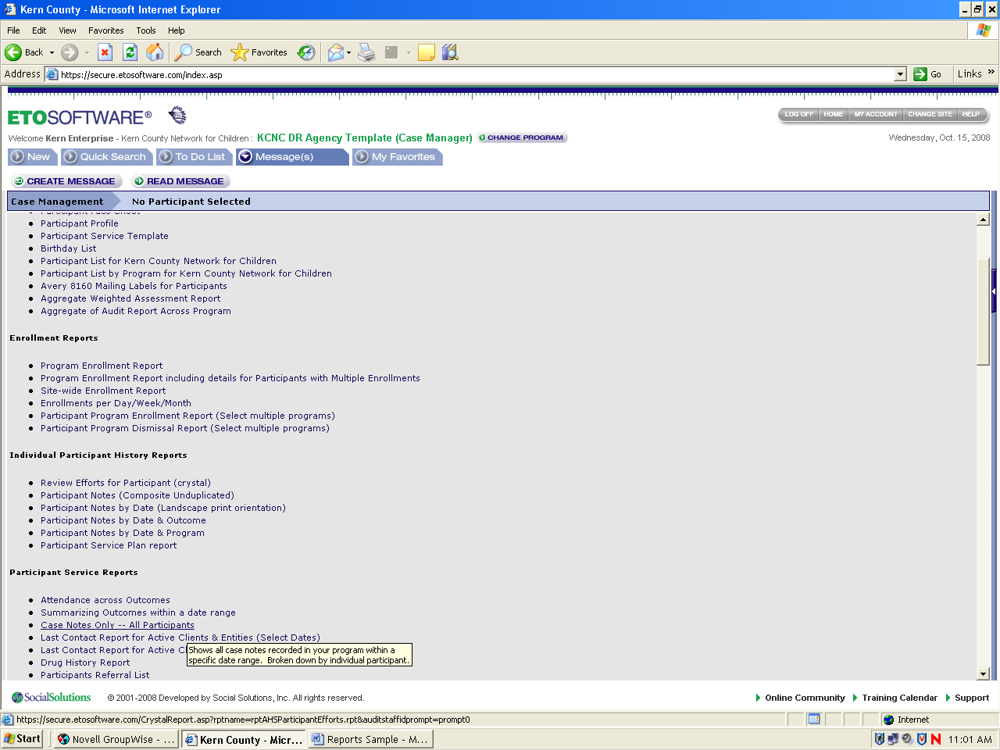 Kern County - Microsoft Internet Explorer
File Edit View Favorites Tools Help
Back Search Favorites
Address https://secure.etosoftware.com/index.asp Go Links »
ETOSOFTWARE®
LOG OFF HOME MY ACCOUNT CHANGE SITE HELP
Welcome Kern Enterprise - Kern County Network for Children : KCNC DR Agency Template (Case Manager) CHANGE PROGRAM Wednesday, Oct. 15, 2008
New Quick Search To Do List Message(s) My Favorites
CREATE MESSAGE READ MESSAGE
Case Management No Participant Selected
Participant Face Sheet
Participant Profile
Participant Service Template
Birthday List
Participant List for Kern County Network for Children
Participant List by Program for Kern County Network for Children
Avery 8160 Mailing Labels for Participants
Aggregate Weighted Assessment Report
Aggregate of Audit Report Across Program
Enrollment Reports
Program Enrollment Report
Program Enrollment Report including details for Participants with Multiple Enrollments
Site-wide Enrollment Report
Enrollments per Day/Week/Month
Participant Program Enrollment Report (Select multiple programs)
Participant Program Dismissal Report (Select multiple programs)
Individual Participant History Reports
Review Efforts for Participant (crystal)
Participant Notes (Composite Unduplicated)
Participant Notes by Date (Landscape print orientation)
Participant Notes by Date & Outcome
Participant Notes by Date & Program
Participant Service Plan report
Participant Service Reports
Attendance across Outcomes
Summarizing Outcomes within a date range
Case Notes Only -- All Participants
Last Contact Report for Active Clients & Entities (Select Dates)
Last Contact Report for Active Cl
Shows all case notes recorded in your program within a
specific date range. Broken down by individual participant.
Drug History Report
Participants Referral List
SocialSolutions © 2001-2008 Developed by Social Solutions, Inc. All rights reserved. Online Community Training Calendar Support
https://secure.etosoftware.com/CrystalReport.asp?rptname=rptAHSParticipantEfforts.rpt&auditstaffidprompt=prompt0 Internet
Start Novell GroupWise - ... Kern County - Micr... Reports Sample - M... 11:01 AM